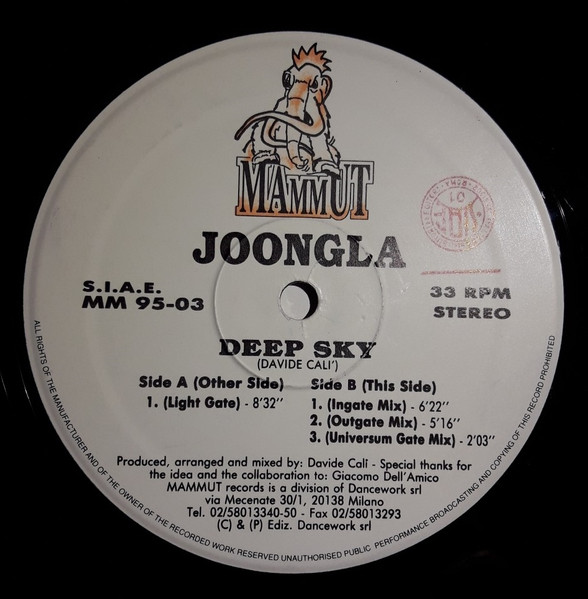 MAMMUT
JOONGLA
S.I.A.E.
MM 95-03
33 RPM
STEREO
DEEP SKY
(DAVIDE CALI')
Side A (Other Side)
1. (Light Gate) - 8'32''
Side B (This Side)
1. (Ingate Mix) - 6'22''
2. (Outgate Mix) - 5'16''
3. (Universum Gate Mix) - 2'03''
Produced, arranged and mixed by: Davide Calì - Special thanks for
the idea and the collaboration to: Giacomo Dell'Amico
MAMMUT records is a division of Dancework srl
via Mecenate 30/1, 20138 Milano
Tel. 02/58013340-50 - Fax 02/58013293
(C) & (P) Ediz. Dancework srl
ALL RIGHTS OF THE MANUFACTURER AND OF THE OWNER OF THE RECORDED WORK RESERVED UNAUTHORISED PUBLIC PERFORMANCE BROADCASTING AND COPYING OF THIS RECORD PROHIBITED